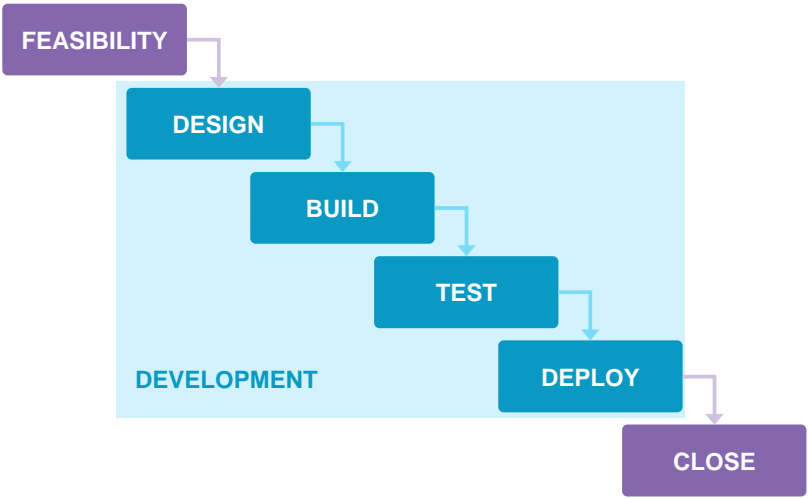 FEASIBILITY
DESIGN
BUILD
TEST
DEPLOY
DEVELOPMENT
CLOSE